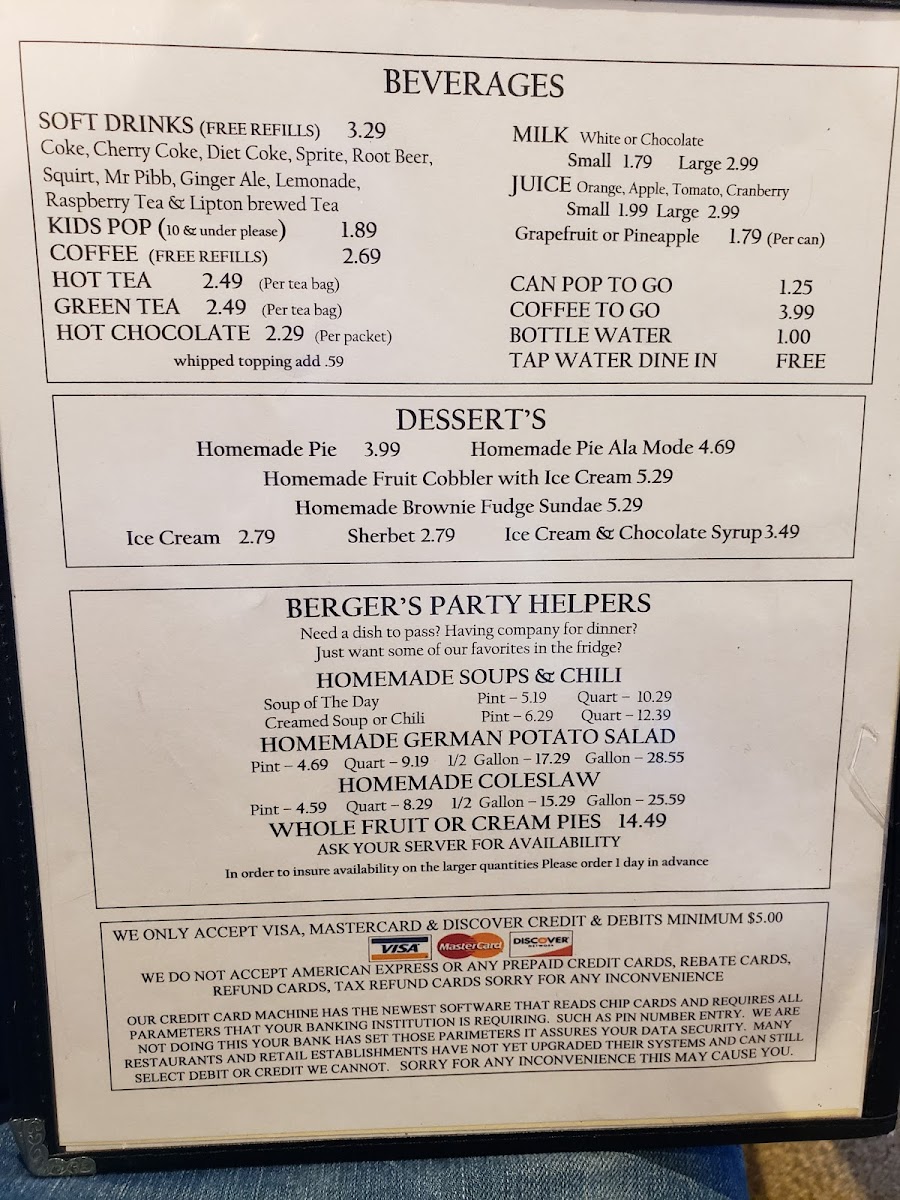 BEVERAGES
SOFT DRINKS (FREE REFILLS) 3.29
Coke, Cherry Coke, Diet Coke, Sprite, Root Beer,
Squirt, Mr Pibb, Ginger Ale, Lemonade,
Raspberry Tea & Lipton brewed Tea
KIDS POP (10 & under please) 1.89
COFFEE (FREE REFILLS) 2.69
HOT TEA 2.49 (Per tea bag)
GREEN TEA 2.49 (Per tea bag)
HOT CHOCOLATE 2.29 (Per packet)
whipped topping add .59
MILK White or Chocolate
Small 1.79 Large 2.99
JUICE Orange, Apple, Tomato, Cranberry
Small 1.99 Large 2.99
Grapefruit or Pineapple 1.79 (Per can)
CAN POP TO GO 1.25
COFFEE TO GO 3.99
BOTTLE WATER 1.00
TAP WATER DINE IN FREE
DESSERT'S
Homemade Pie 3.99 Homemade Pie Ala Mode 4.69
Homemade Fruit Cobbler with Ice Cream 5.29
Homemade Brownie Fudge Sundae 5.29
Ice Cream 2.79 Sherbet 2.79 Ice Cream & Chocolate Syrup 3.49
BERGER'S PARTY HELPERS
Need a dish to pass? Having company for dinner?
Just want some of our favorites in the fridge?
HOMEMADE SOUPS & CHILI
Soup of The Day Pint – 5.19 Quart – 10.29
Creamed Soup or Chili Pint – 6.29 Quart – 12.39
HOMEMADE GERMAN POTATO SALAD
Pint – 4.69 Quart – 9.19 1/2 Gallon – 17.29 Gallon – 28.55
HOMEMADE COLESLAW
Pint – 4.59 Quart – 8.29 1/2 Gallon – 15.29 Gallon – 25.59
WHOLE FRUIT OR CREAM PIES 14.49
ASK YOUR SERVER FOR AVAILABILITY
In order to insure availability on the larger quantities Please order 1 day in advance
WE ONLY ACCEPT VISA, MASTERCARD & DISCOVER CREDIT & DEBITS MINIMUM $5.00
VISA MasterCard DISCOVER NETWORK
WE DO NOT ACCEPT AMERICAN EXPRESS OR ANY PREPAID CREDIT CARDS, REBATE CARDS,
REFUND CARDS, TAX REFUND CARDS SORRY FOR ANY INCONVENIENCE
OUR CREDIT CARD MACHINE HAS THE NEWEST SOFTWARE THAT READS CHIP CARDS AND REQUIRES ALL
PARAMETERS THAT YOUR BANKING INSTITUTION IS REQUIRING. SUCH AS PIN NUMBER ENTRY. WE ARE
NOT DOING THIS YOUR BANK HAS SET THOSE PARIMETERS IT ASSURES YOUR DATA SECURITY. MANY
RESTAURANTS AND RETAIL ESTABLISHMENTS HAVE NOT YET UPGRADED THEIR SYSTEMS AND CAN STILL
SELECT DEBIT OR CREDIT WE CANNOT. SORRY FOR ANY INCONVENIENCE THIS MAY CAUSE YOU.